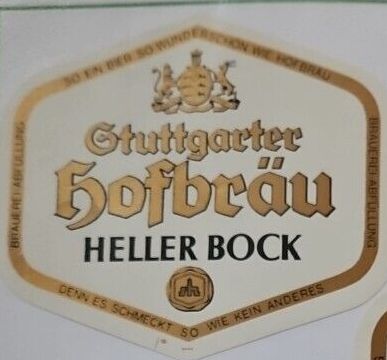 SO EIN BIER SO WUNDERSCHÖN WIE HOFBRÄU
Stuttgarter
Hofbräu
HELLER BOCK
BRAUEREI ABFÜLLUNG
BRAUEREI ABFÜLLUNG
DENN ES SCHMECKT SO WIE KEIN ANDERES